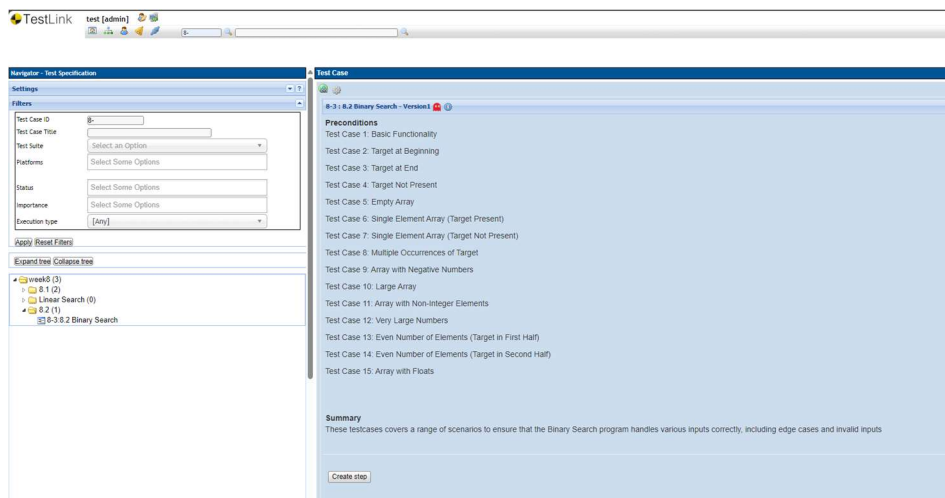 TestLink
test [admin]
8-
Navigator - Test Specification
Settings
?
Filters
Test Case ID
8-
Test Case Title
Test Suite
Select an Option
Platforms
Select Some Options
Status
Select Some Options
Importance
Select Some Options
Execution type
[Any]
Apply Reset Filters
Expand tree Collapse tree
week8 (3)
8.1 (2)
Linear Search (0)
8.2 (1)
8-3:8.2 Binary Search
Test Case
8-3 : 8.2 Binary Search - Version1
Preconditions
Test Case 1: Basic Functionality
Test Case 2: Target at Beginning
Test Case 3: Target at End
Test Case 4: Target Not Present
Test Case 5: Empty Array
Test Case 6: Single Element Array (Target Present)
Test Case 7: Single Element Array (Target Not Present)
Test Case 8: Multiple Occurrences of Target
Test Case 9: Array with Negative Numbers
Test Case 10: Large Array
Test Case 11: Array with Non-Integer Elements
Test Case 12: Very Large Numbers
Test Case 13: Even Number of Elements (Target in First Half)
Test Case 14: Even Number of Elements (Target in Second Half)
Test Case 15: Array with Floats
Summary
These testcases covers a range of scenarios to ensure that the Binary Search program handles various inputs correctly, including edge cases and invalid inputs
Create step